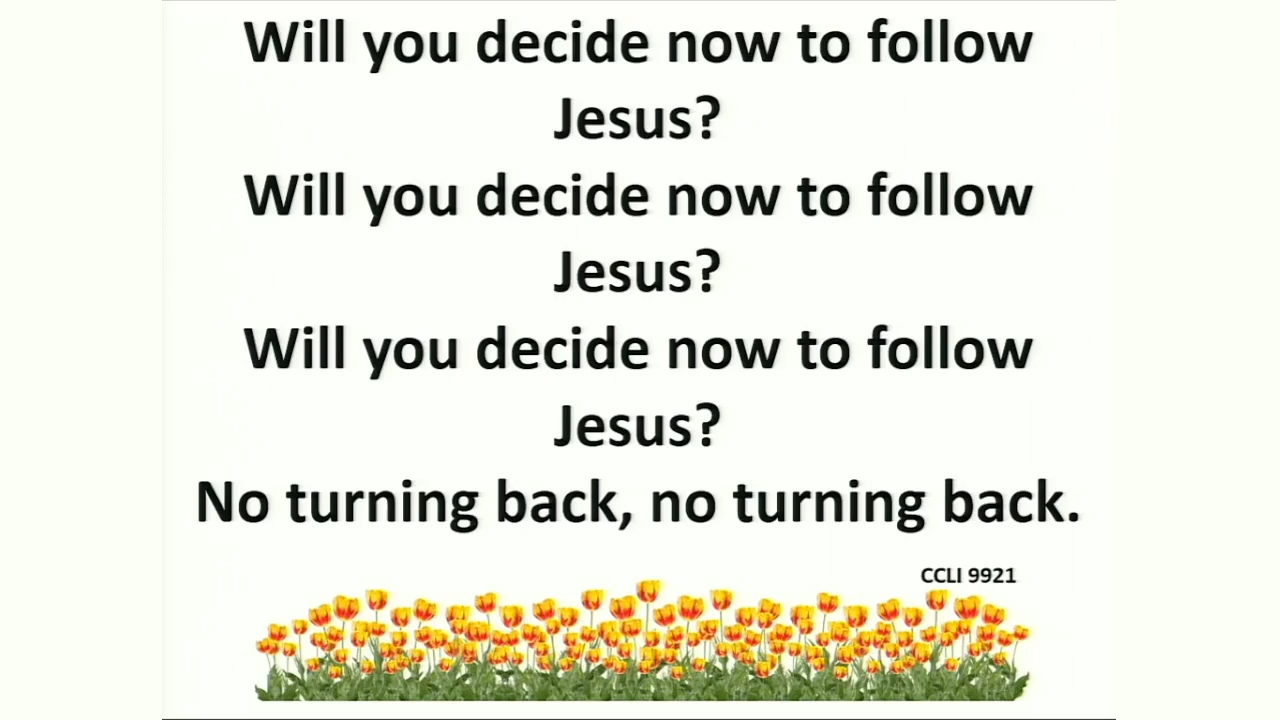 Will you decide now to follow
Jesus?
Will you decide now to follow
Jesus?
Will you decide now to follow
Jesus?
No turning back, no turning back.
CCLI 9921